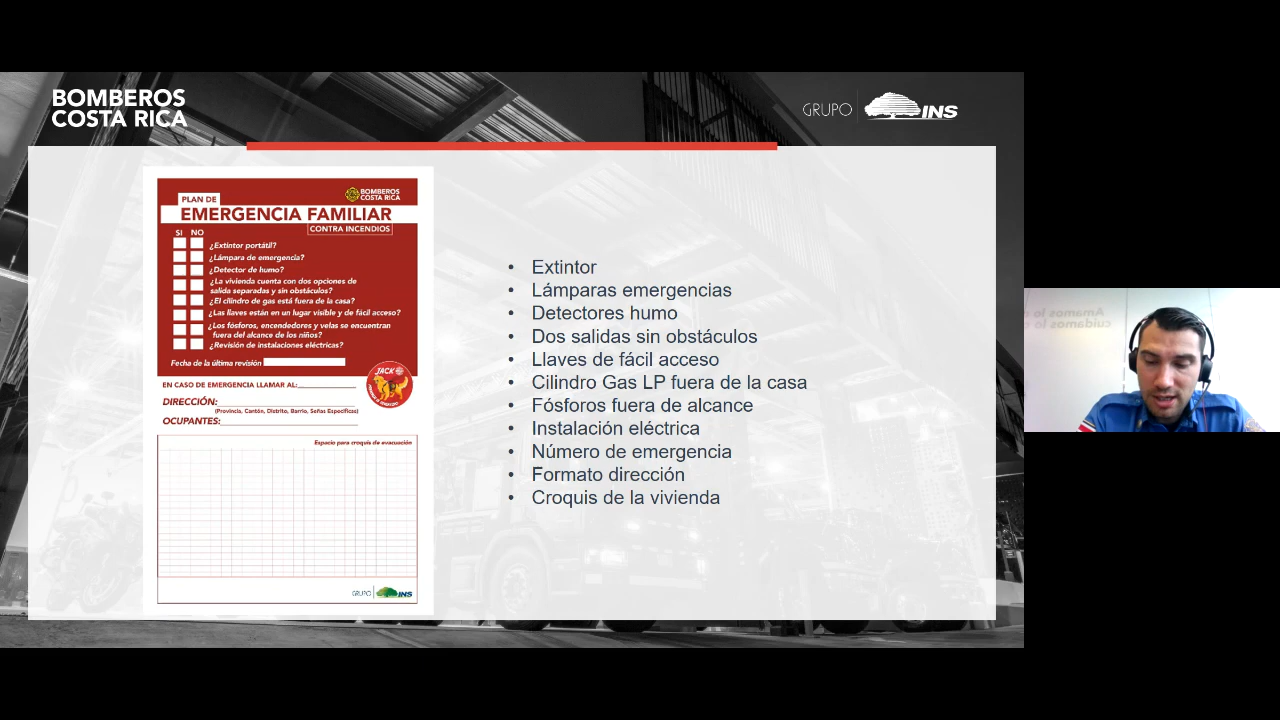 BOMBEROS
COSTA RICA
GRUPO INS
PLAN DE
BOMBEROS
COSTA RICA
EMERGENCIA FAMILIAR
CONTRA INCENDIOS
SI NO
¿Extintor portátil?
¿Lámpara de emergencia?
¿Detector de humo?
¿La vivienda cuenta con dos opciones de
salida separadas y sin obstáculos?
¿El cilindro de gas está fuera de la casa?
¿Las llaves están en un lugar visible y de fácil acceso?
¿Los fósforos, encendedores y velas se encuentran
fuera del alcance de los niños?
¿Revisión de instalaciones eléctricas?
Fecha de la última revisión
JACK
EN CASO DE EMERGENCIA LLAMAR AL:
DIRECCIÓN:
(Provincia, Cantón, Distrito, Barrio, Señas Específicas)
OCUPANTES:
Espacio para croquis de evacuación
GRUPO INS
• Extintor
• Lámparas emergencias
• Detectores humo
• Dos salidas sin obstáculos
• Llaves de fácil acceso
• Cilindro Gas LP fuera de la casa
• Fósforos fuera de alcance
• Instalación eléctrica
• Número de emergencia
• Formato dirección
• Croquis de la vivienda
Amamos lo
cuidamos lo